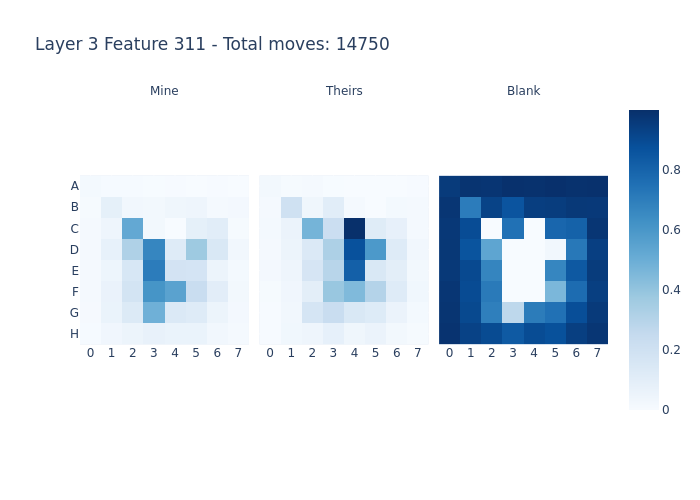 Layer 3 Feature 311 - Total moves: 14750
Mine Theirs Blank
A
B
C
D
E
F
G
H
0 1 2 3 4 5 6 7 0 1 2 3 4 5 6 7 0 1 2 3 4 5 6 7
0.8
0.6
0.4
0.2
0